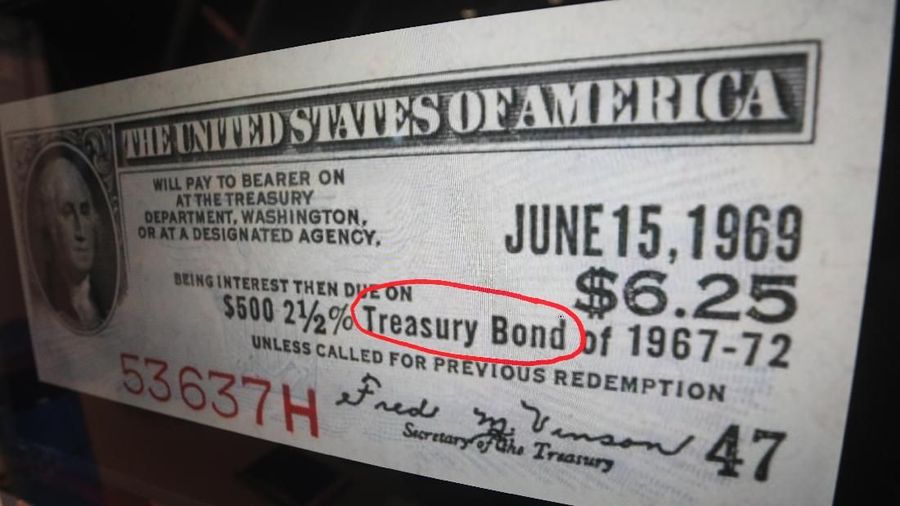 THE UNITED STATES OF AMERICA
WILL PAY TO BEARER ON
AT THE TREASURY
DEPARTMENT, WASHINGTON,
OR AT A DESIGNATED AGENCY,
JUNE 15, 1969
$6.25
BEING INTEREST THEN DUE ON
$500 2½% Treasury Bond of 1967-72
UNLESS CALLED FOR PREVIOUS REDEMPTION
53637H
Fred M. Vinson
Secretary of the Treasury
47